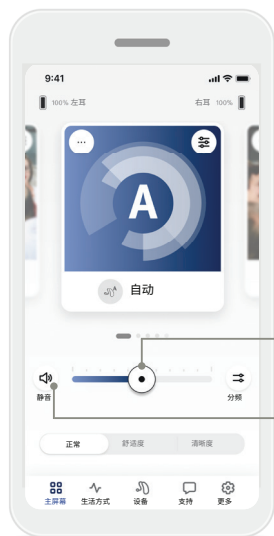 9:41
100% 左耳 右耳 100%
A
自动
静音 分频
正常 舒适度 清晰度
主屏幕 生活方式 设备 支持 更多